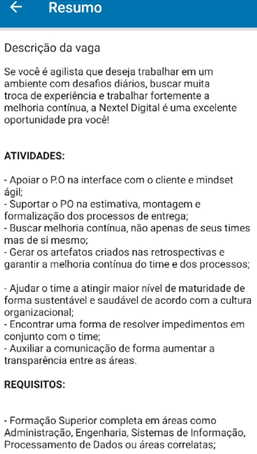 Resumo
Descrição da vaga
Se você é agilista que deseja trabalhar em um
ambiente com desafios diários, buscar muita
troca de experiência e trabalhar fortemente a
melhoria contínua, a Nextel Digital é uma excelente
oportunidade pra você!
ATIVIDADES:
- Apoiar o P.O na interface com o cliente e mindset
ágil;
- Suportar o PO na estimativa, montagem e
formalização dos processos de entrega;
- Buscar melhoria contínua, não apenas de seus times
mas de si mesmo;
- Gerar os artefatos criados nas retrospectivas e
garantir a melhoria contínua do time e dos processos;
- Ajudar o time a atingir maior nível de maturidade de
forma sustentável e saudável de acordo com a cultura
organizacional;
- Encontrar uma forma de resolver impedimentos em
conjunto com o time;
- Auxiliar a comunicação de forma aumentar a
transparência entre as áreas.
REQUISITOS:
- Formação Superior completa em áreas como
Administração, Engenharia, Sistemas de Informação,
Processamento de Dados ou áreas correlatas;